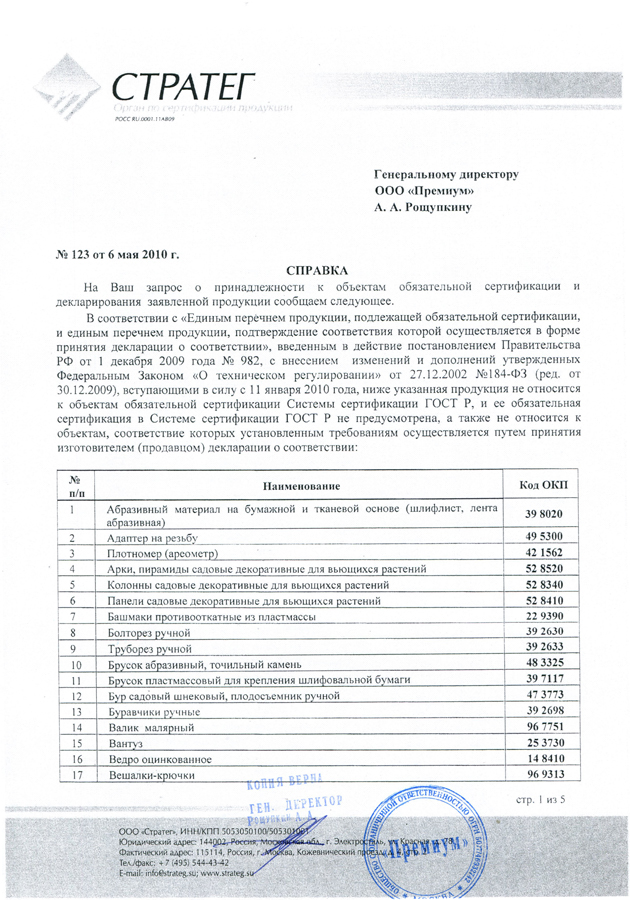 СТРАТЕГ
Орган по сертификации продукции
РОСС RU.0001.11АВ09
Генеральному директору
ООО «Премиум»
А. А. Рощупкину
№ 123 от 6 мая 2010 г.
СПРАВКА
На Ваш запрос о принадлежности к объектам обязательной сертификации и
декларирования заявленной продукции сообщаем следующее.
В соответствии с «Единым перечнем продукции, подлежащей обязательной сертификации,
и единым перечнем продукции, подтверждение соответствия которой осуществляется в форме
принятия декларации о соответствии», введенным в действие постановлением Правительства
РФ от 1 декабря 2009 года № 982, с внесением изменений и дополнений утвержденных
Федеральным Законом «О техническом регулировании» от 27.12.2002 №184-ФЗ (ред. от
30.12.2009), вступающими в силу с 11 января 2010 года, ниже указанная продукция не относится
к объектам обязательной сертификации Системы сертификации ГОСТ Р, и ее обязательная
сертификация в Системе сертификации ГОСТ Р не предусмотрена, а также не относится к
объектам, соответствие которых установленным требованиям осуществляется путем принятия
изготовителем (продавцом) декларации о соответствии:
№ п/п Наименование Код ОКП
1 Абразивный материал на бумажной и тканевой основе (шлифлист, лента
абразивная) 39 8020
2 Адаптер на резьбу 49 5300
3 Плотномер (ареометр) 42 1562
4 Арки, пирамиды садовые декоративные для вьющихся растений 52 8520
5 Колонны садовые декоративные для вьющихся растений 52 8340
6 Панели садовые декоративные для вьющихся растений 52 8410
7 Башмаки противооткатные из пластмассы 22 9390
8 Болторез ручной 39 2630
9 Труборез ручной 39 2633
10 Брусок абразивный, точильный камень 48 3325
11 Брусок пластмассовый для крепления шлифовальной бумаги 39 7117
12 Бур садовый шнековый, плодосъемник ручной 47 3773
13 Буравчики ручные 39 2698
14 Валик малярный 96 7751
15 Вантуз 25 3730
16 Ведро оцинкованное 14 8410
17 Вешалки-крючки 96 9313
КОПИЯ ВЕРНА
ГЕН. ДИРЕКТОР
РОЩУПКИН А.А.
стр. 1 из 5
ООО «Стратег», ИНН/КПП 5053050100/505301001
Юридический адрес: 144002, Россия, Московская обл., г. Электросталь, ул. Красная
Фактический адрес: 115114, Россия, г. Москва, Кожевнический проезд
Тел./факс: +7 (495) 544-43-42
E-mail: info@strateg.su; www.strateg.su
«Премиум»
МОСКВА